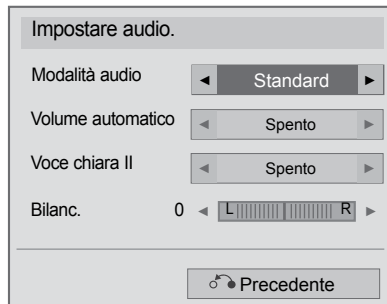 Impostare audio.
Modalità audio ◄ Standard ►
Volume automatico ◄ Spento ►
Voce chiara II ◄ Spento ►
Bilanc. 0 ◄ L R ►
Precedente